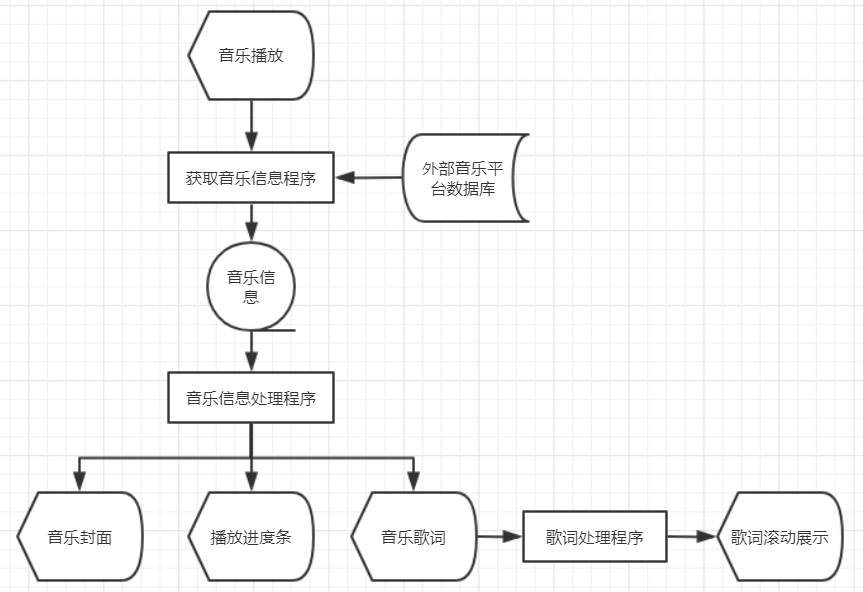 音乐播放
获取音乐信息程序
外部音乐平
台数据库
音乐信
息
音乐信息处理程序
音乐封面
播放进度条
音乐歌词
歌词处理程序
歌词滚动展示